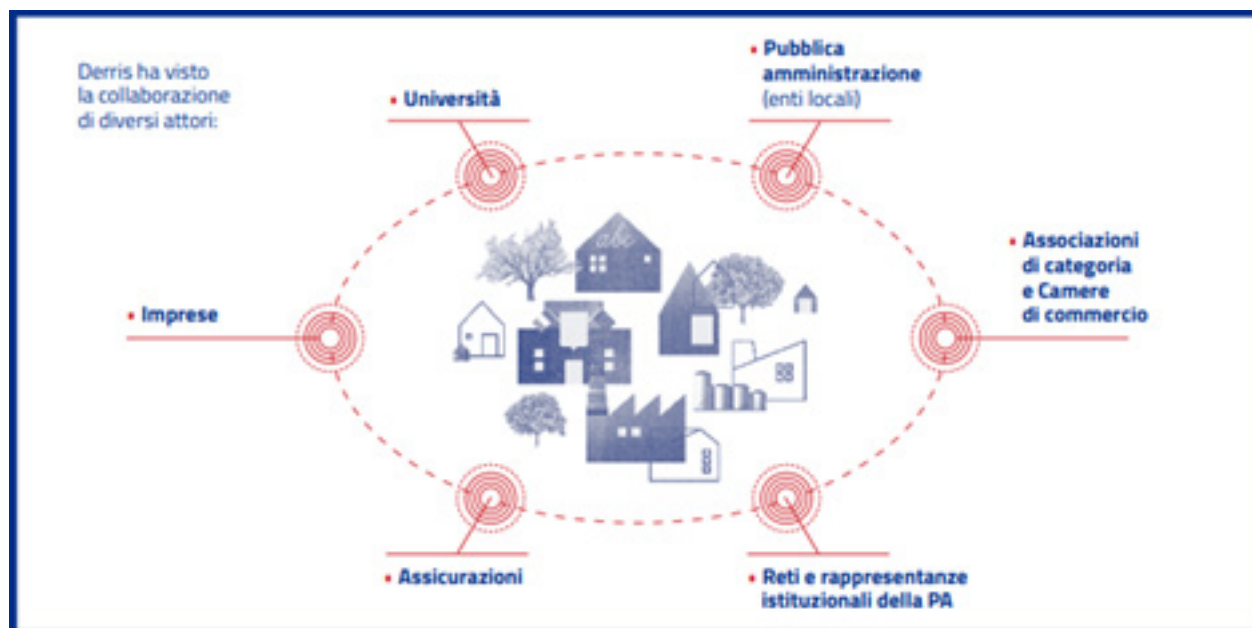 Derris ha visto
la collaborazione
di diversi attori:
• Università
• Pubblica
amministrazione
(enti locali)
• Associazioni
di categoria
e Camere
di commercio
• Imprese
abc
• Assicurazioni
• Reti e rappresentanze
istituzionali della PA